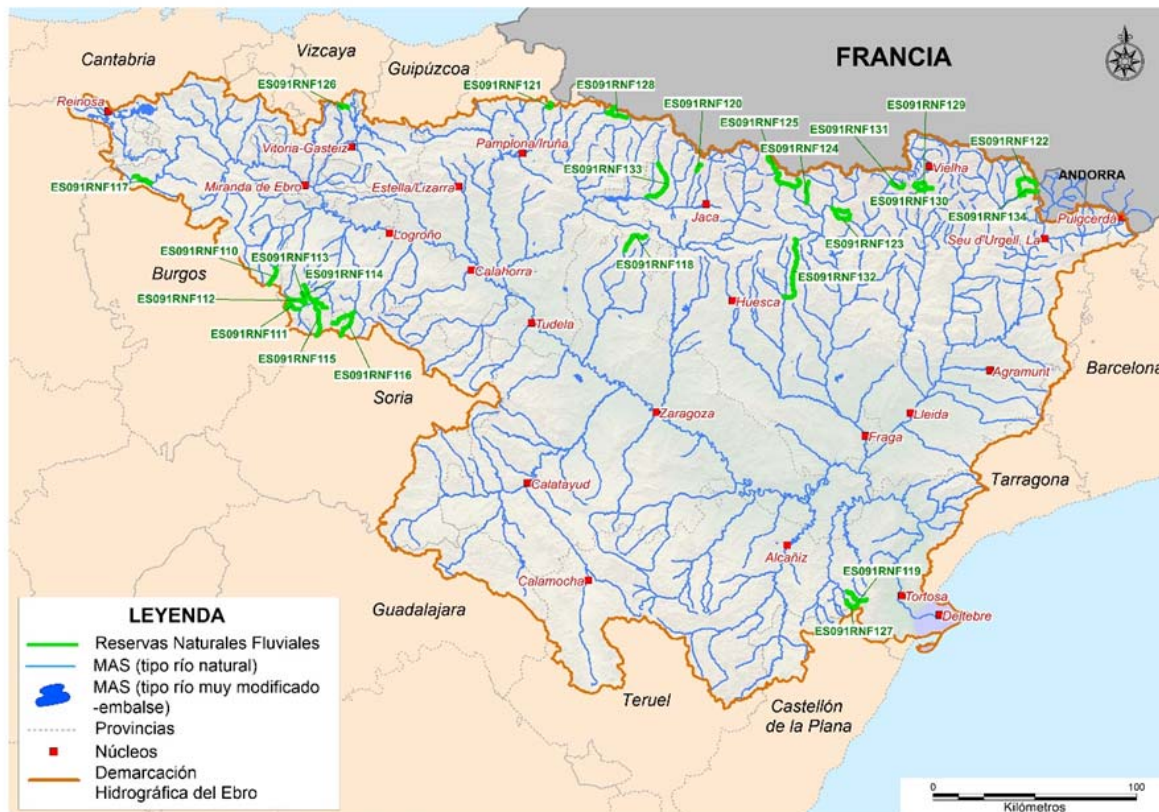 Cantabria
Vizcaya
Guipúzcoa
FRANCIA
ES091RNF126
ES091RNF121
ES091RNF128
ES091RNF120
ES091RNF129
Reinosa
ES091RNF125
ES091RNF131
ES091RNF122
Vitoria-Gasteiz
Pamplona/Iruña
ES091RNF124
Vielha
ANDORRA
ES091RNF117
Miranda de Ebro
Estella/Lizarra
ES091RNF133
Jaca
ES091RNF130
ES091RNF134
Puigcerdà
Logroño
ES091RNF123
Seu d'Urgell, La
ES091RNF110
ES091RNF113
ES091RNF118
Burgos
Calahorra
ES091RNF114
ES091RNF132
ES091RNF112
Huesca
ES091RNF111
Tudela
ES091RNF115
ES091RNF116
Agramunt
Barcelona
Soria
Zaragoza
Lleida
Fraga
Calatayud
Tarragona
Alcañiz
Calamocha
ES091RNF119
Tortosa
Deltebre
Guadalajara
ES091RNF127
Teruel
Castellón
de la Plana
LEYENDA
Reservas Naturales Fluviales
MAS (tipo río natural)
MAS (tipo río muy modificado
-embalse)
Provincias
Núcleos
Demarcación
Hidrográfica del Ebro
0 100
Kilómetros